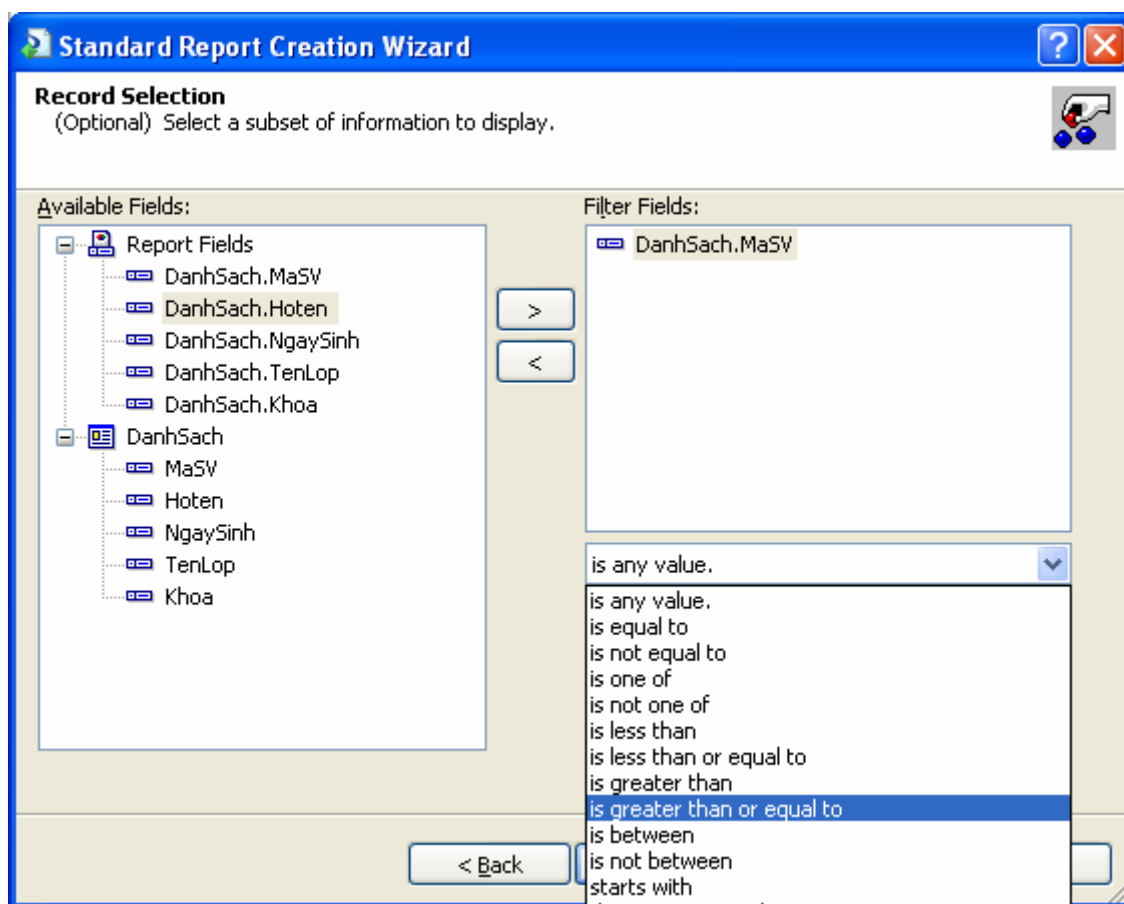 Standard Report Creation Wizard
Record Selection
(Optional) Select a subset of information to display.
Available Fields:
Report Fields
DanhSach.MaSV
DanhSach.Hoten
DanhSach.NgaySinh
DanhSach.TenLop
DanhSach.Khoa
DanhSach
MaSV
Hoten
NgaySinh
TenLop
Khoa
>
<
Filter Fields:
DanhSach.MaSV
is any value.
is any value.
is equal to
is not equal to
is one of
is not one of
is less than
is less than or equal to
is greater than
is greater than or equal to
is between
is not between
starts with
< Back